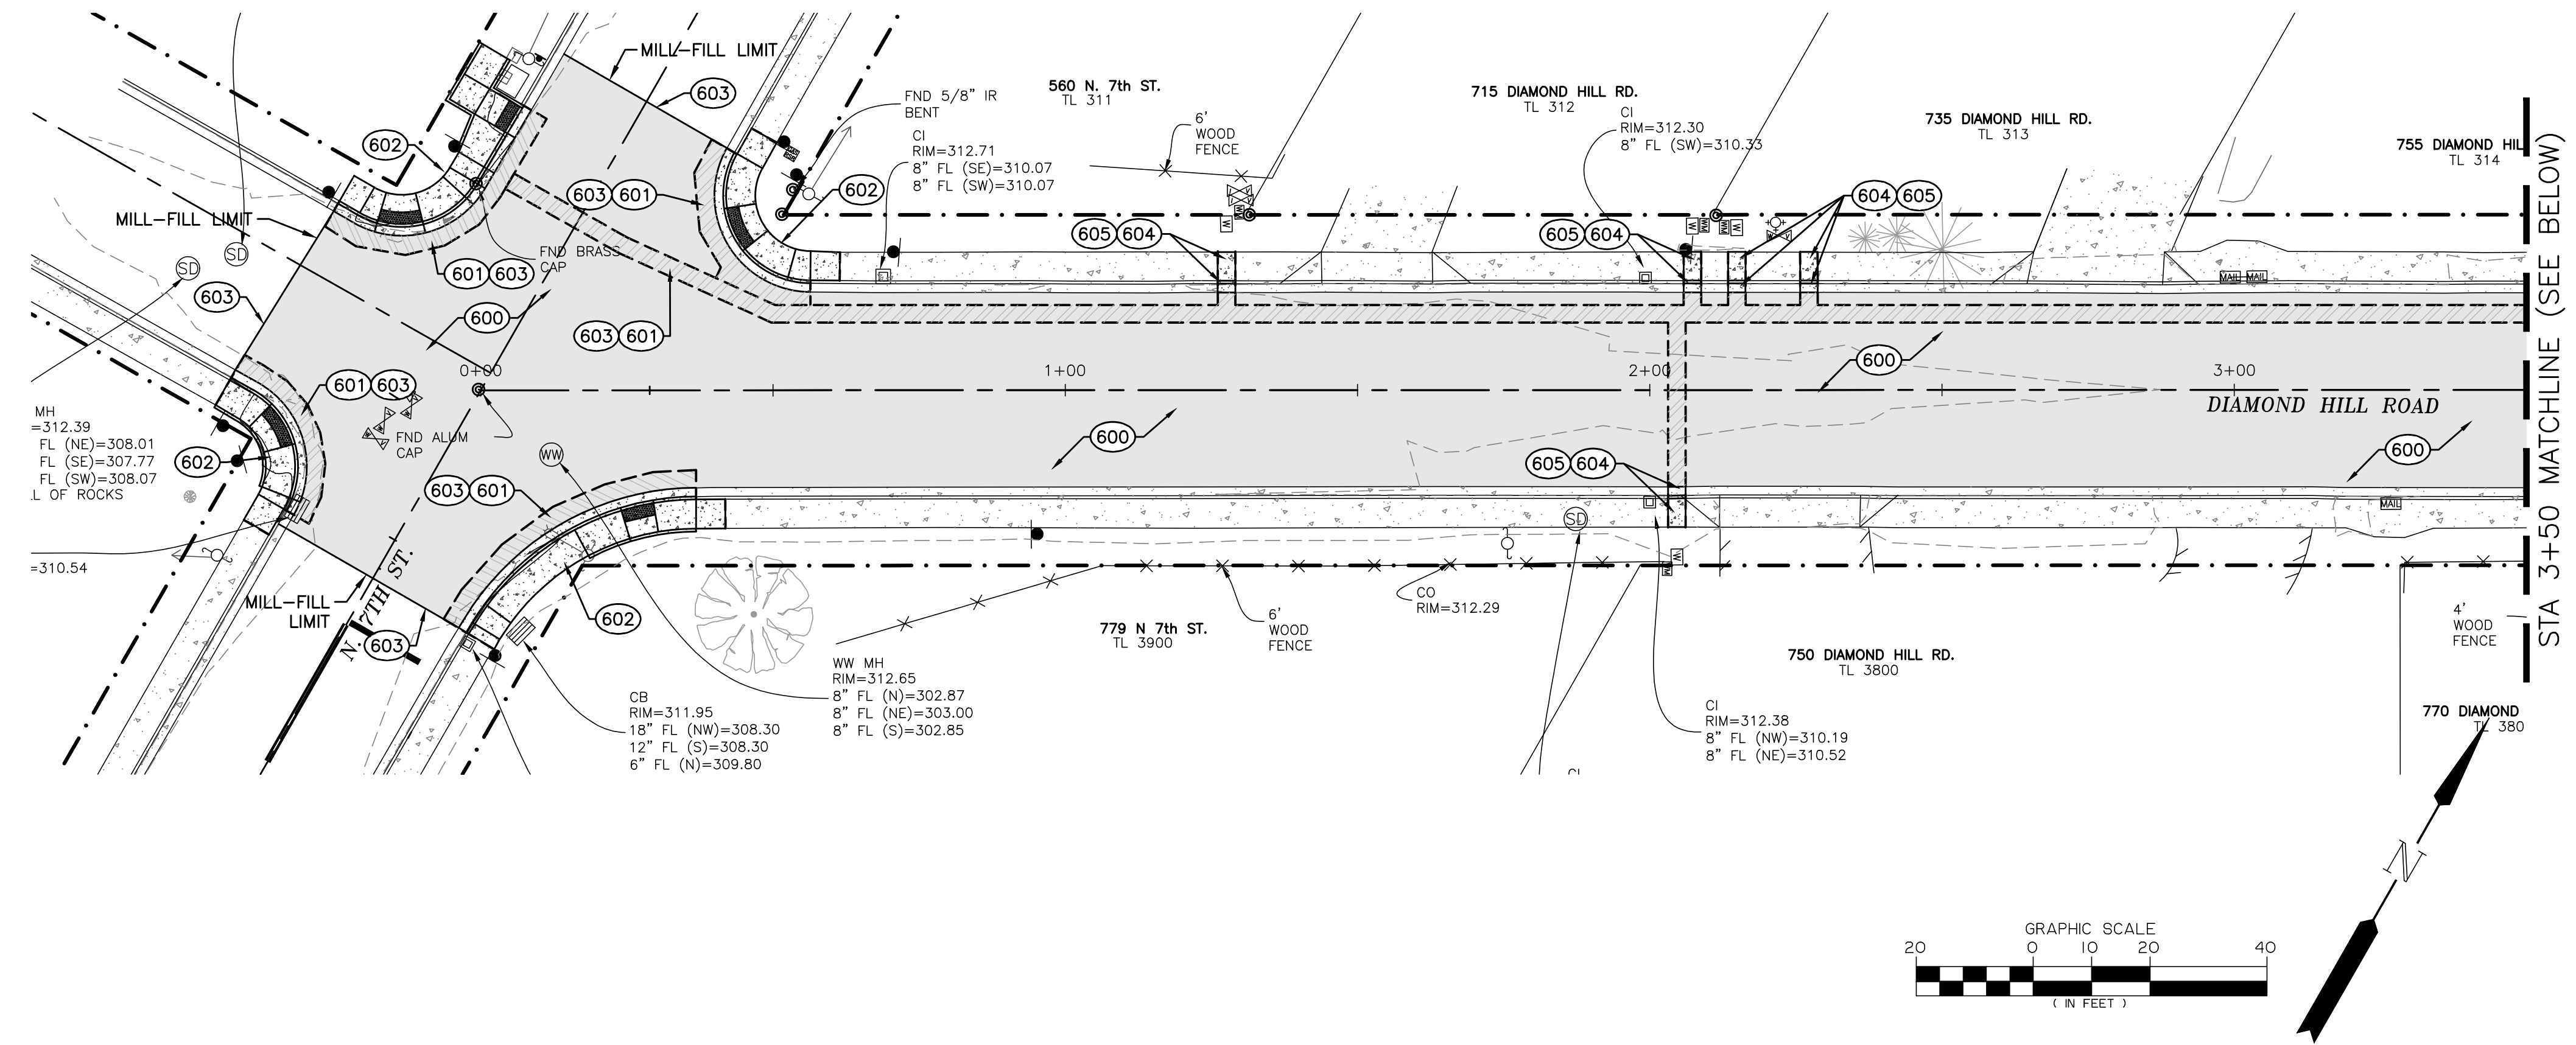 MILL-FILL LIMIT
603
602
FND 5/8" IR
BENT
560 N. 7th ST.
TL 311
715 DIAMOND HILL RD.
TL 312
CI
RIM=312.30
8" FL (SW)=310.33
735 DIAMOND HILL RD.
TL 313
755 DIAMOND HIL
TL 314
6'
WOOD
FENCE
CI
RIM=312.71
8" FL (SE)=310.07
8" FL (SW)=310.07
603 601
602
604 605
MILL-FILL LIMIT
SD
SD
FND BRASS
CAP
601 603
605 604
605 604
W
WM
W
WM
WM
W
MAIL
MAIL
603
600
603 601
600
0+00
1+00
2+00
3+00
DIAMOND HILL ROAD
601 603
MH
=312.39
FL (NE)=308.01
FL (SE)=307.77
FL (SW)=308.07
L OF ROCKS
602
FND ALUM
CAP
WW
600
600
603 601
605 604
SD
MAIL
=310.54
N. 7TH ST.
MILL-FILL
LIMIT
603
602
W
WM
CO
RIM=312.29
6'
WOOD
FENCE
779 N 7th ST.
TL 3900
4'
WOOD
FENCE
750 DIAMOND HILL RD.
TL 3800
WW MH
RIM=312.65
8" FL (N)=302.87
8" FL (NE)=303.00
8" FL (S)=302.85
CB
RIM=311.95
18" FL (NW)=308.30
12" FL (S)=308.30
6" FL (N)=309.80
CI
RIM=312.38
8" FL (NW)=310.19
8" FL (NE)=310.52
770 DIAMOND
TL 380
STA 3+50 MATCHLINE (SEE BELOW)
N
GRAPHIC SCALE
20 0 10 20 40
( IN FEET )